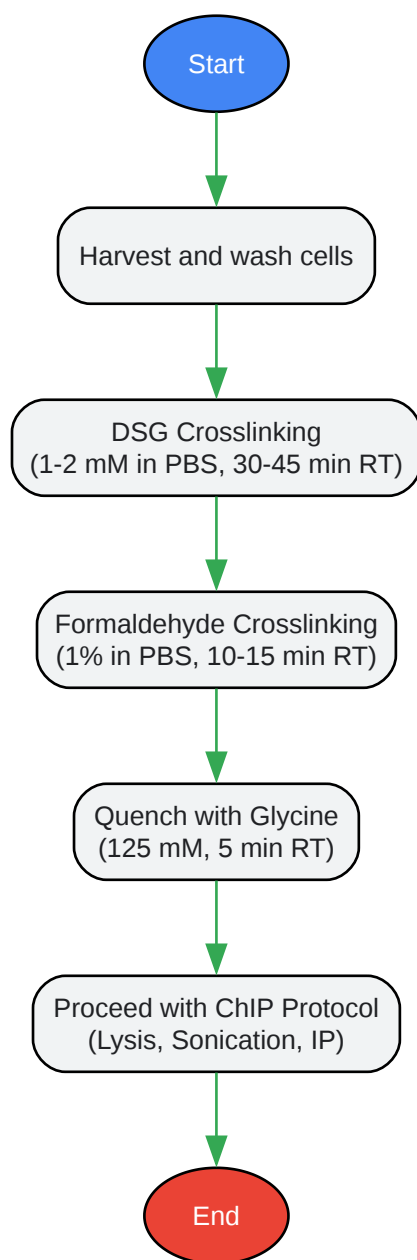 Start
Harvest and wash cells
DSG Crosslinking
(1-2 mM in PBS, 30-45 min RT)
Formaldehyde Crosslinking
(1% in PBS, 10-15 min RT)
Quench with Glycine
(125 mM, 5 min RT)
Proceed with ChIP Protocol
(Lysis, Sonication, IP)
End